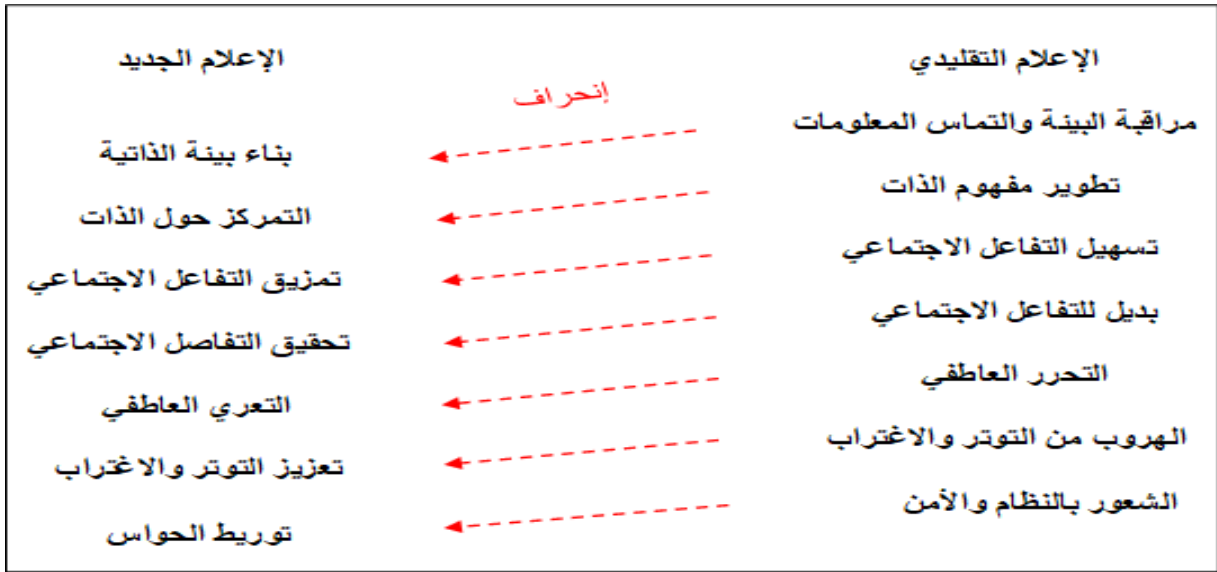 الإعلام التقليدي
الإعلام الجديد
إنحراف
مراقبة البيئة والتماس المعلومات
بناء بيئة الذاتية
تطوير مفهوم الذات
التمركز حول الذات
تسهيل التفاعل الاجتماعي
تمزيق التفاعل الاجتماعي
بديل للتفاعل الاجتماعي
تحقيق التفاصل الاجتماعي
التحرر العاطفي
التعري العاطفي
الهروب من التوتر والاغتراب
تعزيز التوتر والاغتراب
الشعور بالنظام والأمن
توريط الحواس